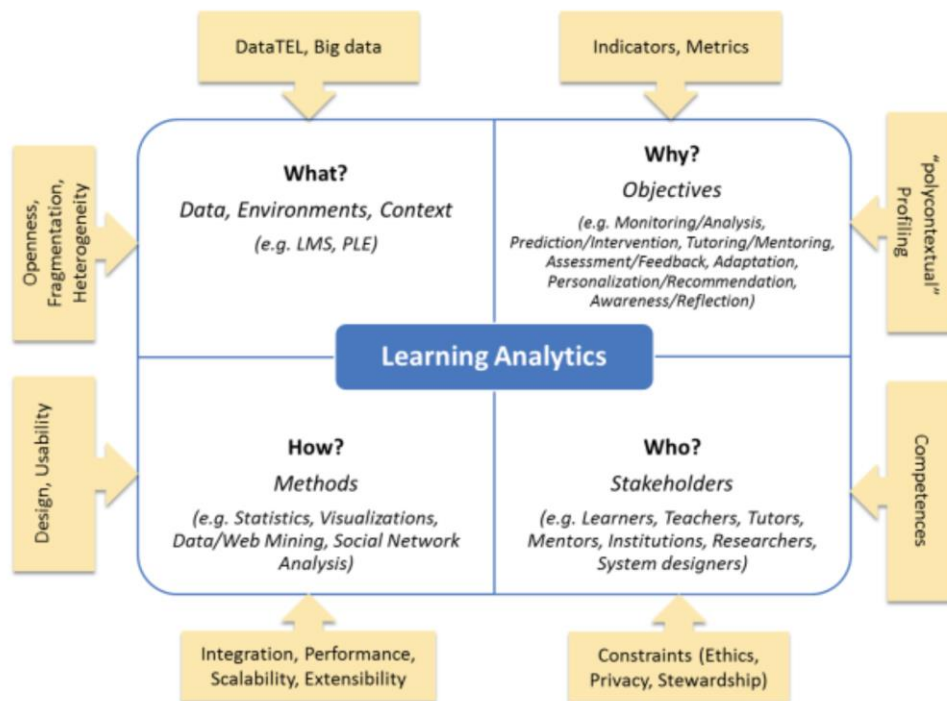 DataTEL, Big data
Indicators, Metrics
Openness,
Fragmentation,
Heterogeneity
What?
Data, Environments, Context
(e.g. LMS, PLE)
Why?
Objectives
(e.g. Monitoring/Analysis,
Prediction/Intervention, Tutoring/Mentoring,
Assessment/Feedback, Adaptation,
Personalization/Recommendation,
Awareness/Reflection)
“polycontextual”
Profiling
Learning Analytics
Design, Usability
How?
Methods
(e.g. Statistics, Visualizations,
Data/Web Mining, Social Network
Analysis)
Who?
Stakeholders
(e.g. Learners, Teachers, Tutors,
Mentors, Institutions, Researchers,
System designers)
Competences
Integration, Performance,
Scalability, Extensibility
Constraints (Ethics,
Privacy, Stewardship)